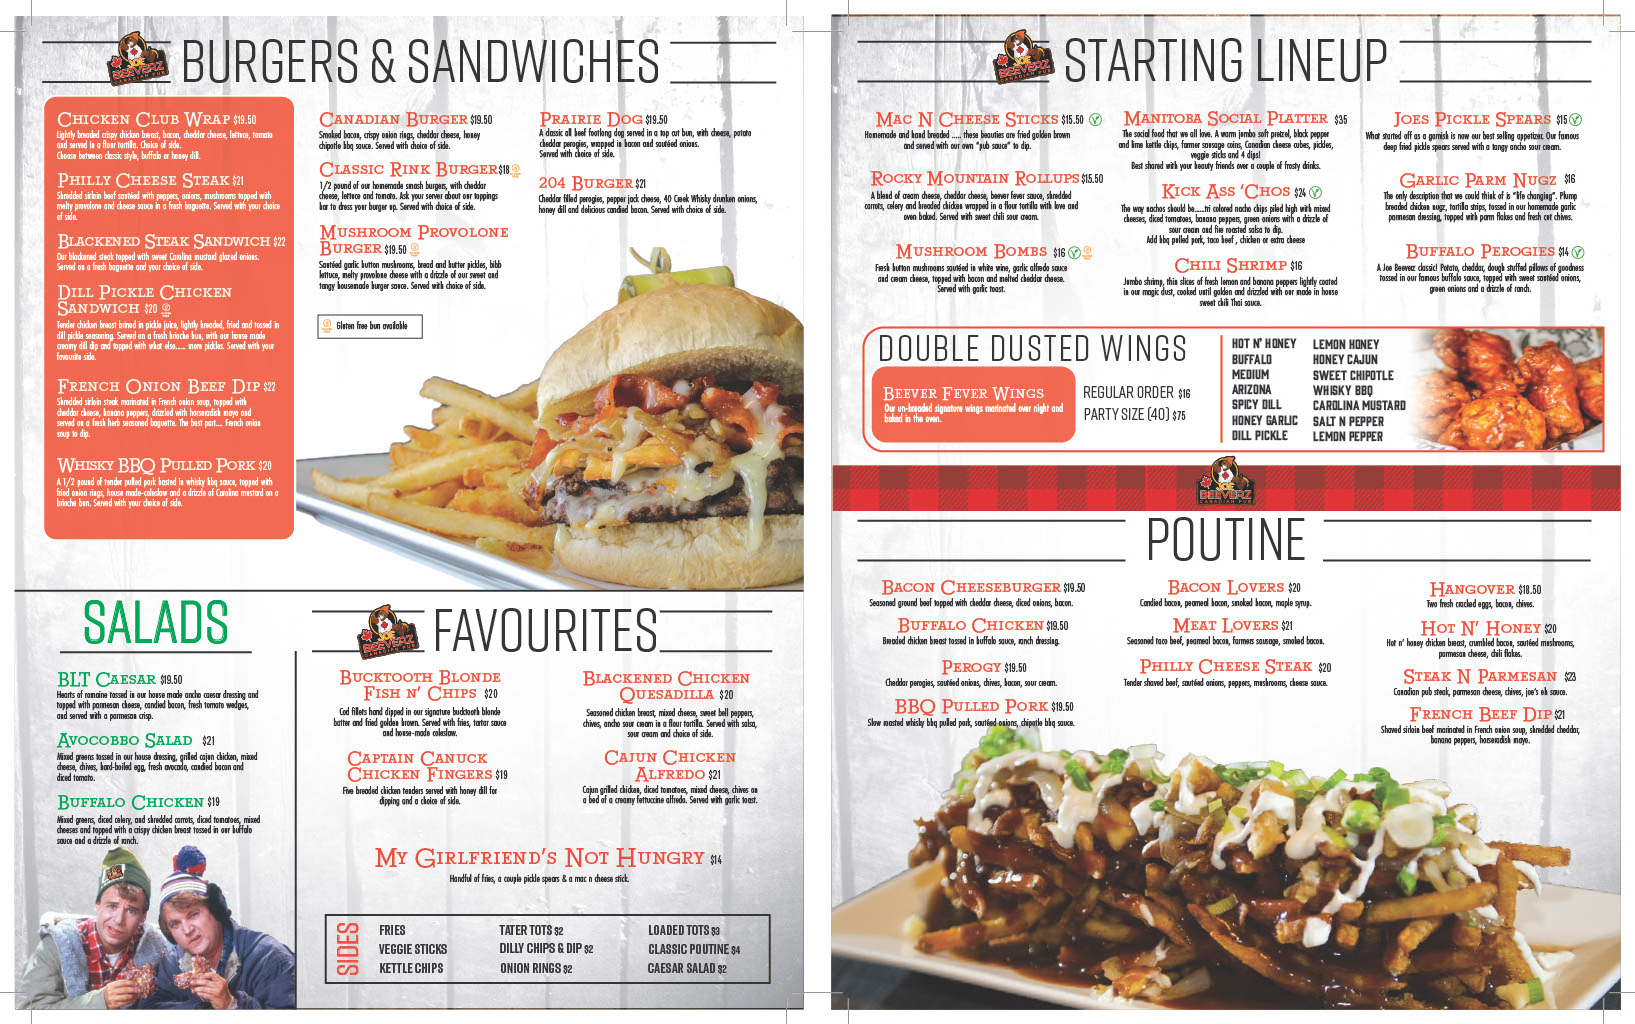 BURGERS & SANDWICHES
CHICKEN CLUB WRAP $19.50
Lightly breaded crispy chicken breast, bacon, cheddar cheese, lettuce, tomato
and served in a flour tortilla. Choice of side.
Choose between classic style, buffalo or honey dill.
PHILLY CHEESE STEAK $21
Shredded sirloin beef sautéed with peppers, onions, mushrooms topped with
melty provolone and cheese sauce in a fresh baguette. Served with your choice
of side.
BLACKENED STEAK SANDWICH $22
Our blackened steak topped with sweet Carolina mustard glazed onions.
Served on a fresh baguette and your choice of side.
DILL PICKLE CHICKEN
SANDWICH $20
Tender chicken breast brined in pickle juice, lightly breaded, fried and tossed in
dill pickle seasoning. Served on a fresh brioche bun, with our house made
creamy dill dip and topped with what else..... more pickles. Served with your
favourite side.
FRENCH ONION BEEF DIP $22
Shredded sirloin steak marinated in French onion soup, topped with
cheddar cheese, banana peppers, drizzled with horseradish mayo and
served on a fresh herb seasoned baguette. The best part.... French onion
soup to dip.
WHISKY BBQ PULLED PORK $20
A 1/2 pound of tender pulled pork basted in whisky bbq sauce, topped with
fried onion rings, house made-coleslaw and a drizzle of Carolina mustard on a
brioche bun. Served with your choice of side.
CANADIAN BURGER $19.50
Smoked bacon, crispy onion rings, cheddar cheese, honey
chipotle bbq sauce. Served with choice of side.
CLASSIC RINK BURGER $18
1/2 pound of our homemade smash burgers, with cheddar
cheese, lettuce and tomato. Ask your server about our toppings
bar to dress your burger up. Served with choice of side.
MUSHROOM PROVOLONE
BURGER $19.50
Sautéed garlic button mushrooms, bread and butter pickles, bibb
lettuce, melty provolone cheese with a drizzle of our sweet and
tangy housemade burger sauce. Served with choice of side.
Gluten free bun available
PRAIRIE DOG $19.50
A classic all beef footlong dog served in a top cut bun, with cheese, potato
cheddar perogies, wrapped in bacon and sautéed onions.
Served with choice of side.
204 BURGER $21
Cheddar filled perogies, pepper jack cheese, 40 Creek Whisky drunken onions,
honey dill and delicious candied bacon. Served with choice of side.
SALADS
BLT CAESAR $19.50
Hearts of romaine tossed in our house made ancho caesar dressing and
topped with parmesan cheese, candied bacon, fresh tomato wedges,
and served with a parmesan crisp.
AVOCOBBO SALAD $21
Mixed greens tossed in our house dressing, grilled cajun chicken, mixed
cheese, chives, hard-boiled egg, fresh avocado, candied bacon and
diced tomato.
BUFFALO CHICKEN $19
Mixed greens, diced celery, and shredded carrots, diced tomatoes, mixed
cheeses and topped with a crispy chicken breast tossed in our buffalo
sauce and a drizzle of ranch.
FAVOURITES
BUCKTOOTH BLONDE
FISH N' CHIPS $20
Cod fillets hand dipped in our signature bucktooth blonde
batter and fried golden brown. Served with fries, tartar sauce
and house-made coleslaw.
CAPTAIN CANUCK
CHICKEN FINGERS $19
Five breaded chicken tenders served with honey dill for
dipping and a choice of side.
BLACKENED CHICKEN
QUESADILLA $20
Seasoned chicken breast, mixed cheese, sweet bell peppers,
chives, ancho sour cream in a flour tortilla. Served with salsa,
sour cream and choice of side.
CAJUN CHICKEN
ALFREDO $21
Cajun grilled chicken, diced tomatoes, mixed cheese, chives on
a bed of a creamy fettuccine alfredo. Served with garlic toast.
MY GIRLFRIEND'S NOT HUNGRY $14
Handful of fries, a couple pickle spears & a mac n cheese stick.
SIDES
FRIES
VEGGIE STICKS
KETTLE CHIPS
TATER TOTS $2
DILLY CHIPS & DIP $2
ONION RINGS $2
LOADED TOTS $3
CLASSIC POUTINE $4
CAESAR SALAD $2
STARTING LINEUP
MAC N CHEESE STICKS $15.50
Homemade and hand breaded ..... these beauties are fried golden brown
and served with our own "pub sauce" to dip.
ROCKY MOUNTAIN ROLLUPS $15.50
A blend of cream cheese, cheddar cheese, beever fever sauce, shredded
carrots, celery and breaded chicken wrapped in a flour tortilla with love and
oven baked. Served with sweet chili sour cream.
MUSHROOM BOMBS $16
Fresh button mushrooms sautéed in white wine, garlic alfredo sauce
and cream cheese, topped with bacon and melted cheddar cheese.
Served with garlic toast.
MANITOBA SOCIAL PLATTER $35
The social food that we all love. A warm jumbo soft pretzel, black pepper
and lime kettle chips, farmer sausage coins, Canadian cheese cubes, pickles,
veggie sticks and 4 dips!
Best shared with your beauty friends over a couple of frosty drinks.
KICK ASS 'CHOS $24
The way nachos should be.....tri colored nacho chips piled high with mixed
cheeses, diced tomatoes, banana peppers, green onions with a drizzle of
sour cream and fire roasted salsa to dip.
Add bbq pulled pork, taco beef , chicken or extra cheese
CHILI SHRIMP $16
Jumbo shrimp, thin slices of fresh lemon and banana peppers lightly coated
in our magic dust, cooked until golden and drizzled with our made in house
sweet chili Thai sauce.
JOES PICKLE SPEARS $15
What started off as a garnish is now our best selling appetizer. Our famous
deep fried pickle spears served with a tangy ancho sour cream.
GARLIC PARM NUGZ $16
The only description that we could think of is "life changing". Plump
breaded chicken nugz, tortilla strips, tossed in our homemade garlic
parmesan dressing, topped with parm flakes and fresh cut chives.
BUFFALO PEROGIES $14
A Joe Beeverz classic! Potato, cheddar, dough stuffed pillows of goodness
tossed in our famous buffalo sauce, topped with sweet sautéed onions,
green onions and a drizzle of ranch.
DOUBLE DUSTED WINGS
BEEVER FEVER WINGS
Our un-breaded signature wings marinated over night and
baked in the oven.
REGULAR ORDER $16
PARTY SIZE (40) $75
HOT N' HONEY
BUFFALO
MEDIUM
ARIZONA
SPICY DILL
HONEY GARLIC
DILL PICKLE
LEMON HONEY
HONEY CAJUN
SWEET CHIPOTLE
WHISKY BBQ
CAROLINA MUSTARD
SALT N PEPPER
LEMON PEPPER
JOE
BEEVERZ
CANADIAN PUB
POUTINE
BACON CHEESEBURGER $19.50
Seasoned ground beef topped with cheddar cheese, diced onions, bacon.
BUFFALO CHICKEN $19.50
Breaded chicken breast tossed in buffalo sauce, ranch dressing.
PEROGY $19.50
Cheddar perogies, sautéed onions, chives, bacon, sour cream.
BBQ PULLED PORK $19.50
Slow roasted whisky bbq pulled pork, sautéed onions, chipotle bbq sauce.
BACON LOVERS $20
Candied bacon, peameal bacon, smoked bacon, maple syrup.
MEAT LOVERS $21
Seasoned taco beef, peameal bacon, farmers sausage, smoked bacon.
PHILLY CHEESE STEAK $20
Tender shaved beef, sautéed onions, peppers, mushrooms, cheese sauce.
HANGOVER $18.50
Two fresh cracked eggs, bacon, chives.
HOT N' HONEY $20
Hot n' honey chicken breast, crumbled bacon, sautéed mushrooms,
parmesan cheese, chili flakes.
STEAK N PARMESAN $23
Canadian pub steak, parmesan cheese, chives, joe's eh sauce.
FRENCH BEEF DIP $21
Shaved sirloin beef marinated in French onion soup, shredded cheddar,
banana peppers, horseradish mayo.